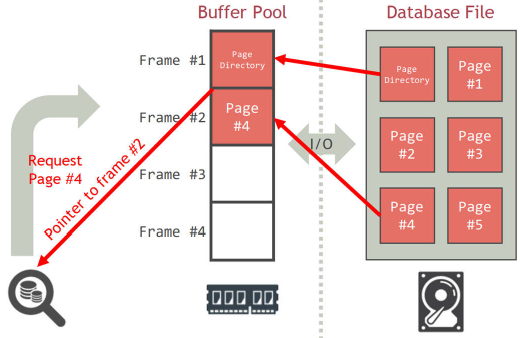 Buffer Pool
Database File
Frame #1
Page
Directory
Page
Directory
Page
#1
Frame #2
Page
#4
I/O
Page
#2
Page
#3
Request
Page #4
Pointer to frame #2
Frame #3
Frame #4
Page
#4
Page
#5